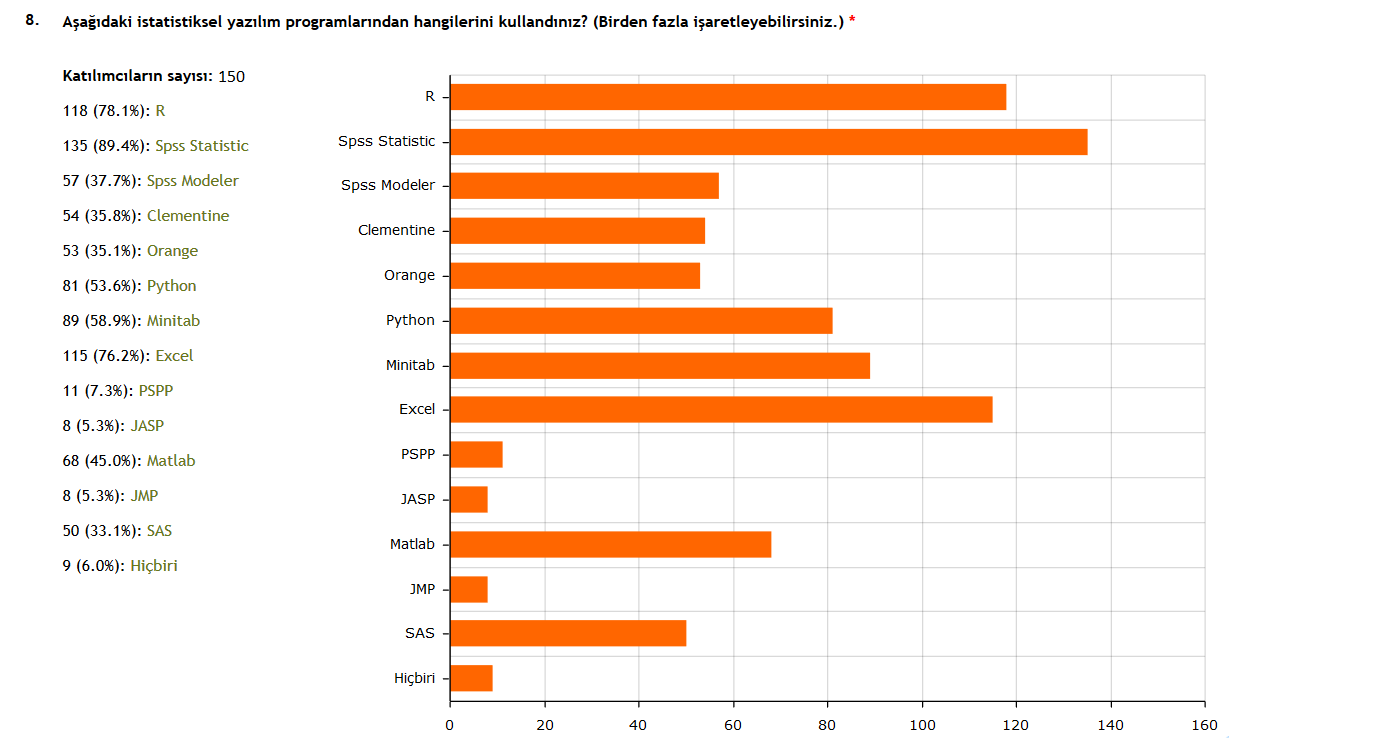 8. Aşağıdaki istatistiksel yazılım programlarından hangilerini kullandınız? (Birden fazla işaretleyebilirsiniz.) *
Katılımcıların sayısı: 150
118 (78.1%): R
135 (89.4%): Spss Statistic
57 (37.7%): Spss Modeler
54 (35.8%): Clementine
53 (35.1%): Orange
81 (53.6%): Python
89 (58.9%): Minitab
115 (76.2%): Excel
11 (7.3%): PSPP
8 (5.3%): JASP
68 (45.0%): Matlab
8 (5.3%): JMP
50 (33.1%): SAS
9 (6.0%): Hiçbiri
R
Spss Statistic
Spss Modeler
Clementine
Orange
Python
Minitab
Excel
PSPP
JASP
Matlab
JMP
SAS
Hiçbiri
0 20 40 60 80 100 120 140 160